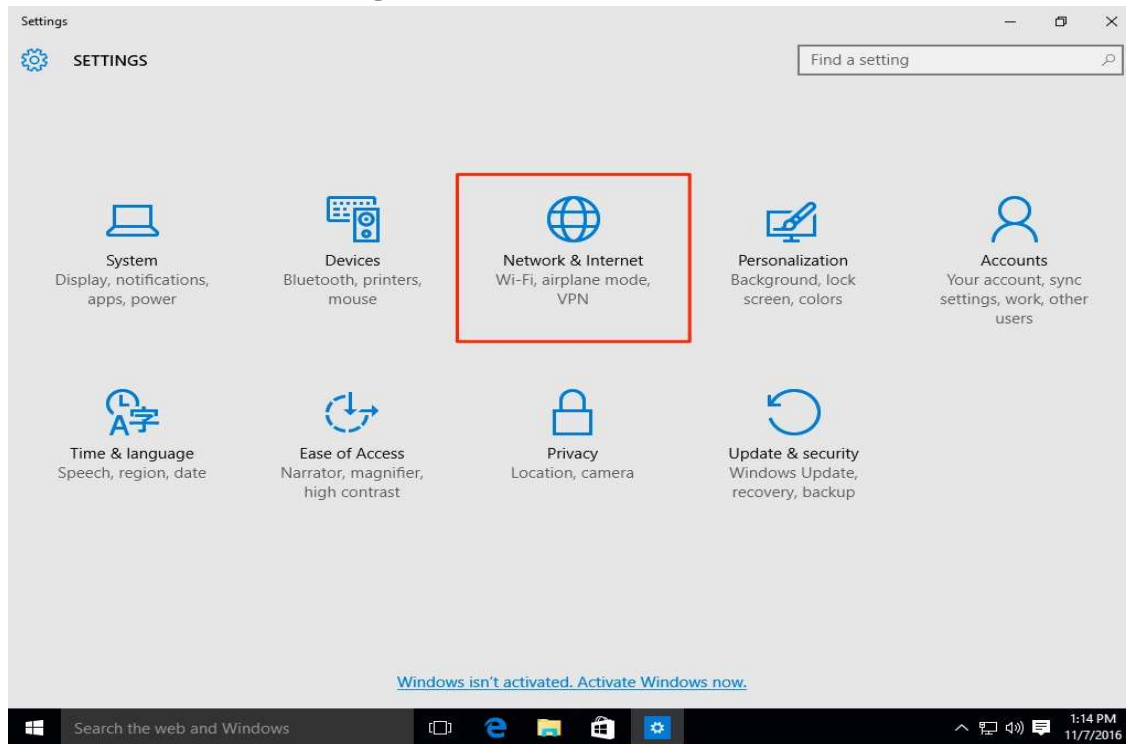 Settings
SETTINGS
Find a setting
System
Display, notifications,
apps, power
Devices
Bluetooth, printers,
mouse
Network & Internet
Wi-Fi, airplane mode,
VPN
Personalization
Background, lock
screen, colors
Accounts
Your account, sync
settings, work, other
users
A字
Time & language
Speech, region, date
Ease of Access
Narrator, magnifier,
high contrast
Privacy
Location, camera
Update & security
Windows Update,
recovery, backup
Windows isn't activated. Activate Windows now.
Search the web and Windows
1:14 PM
11/7/2016